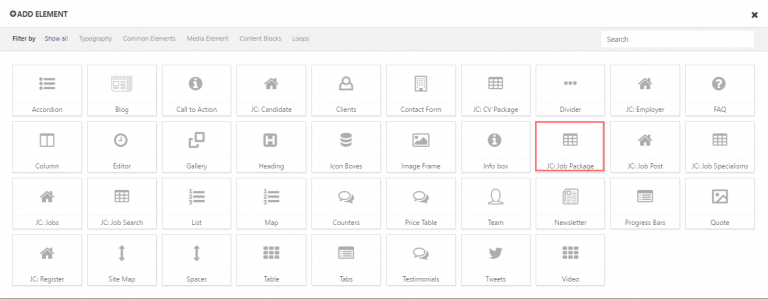 ADD ELEMENT
Filter by Show all Typography Common Elements Media Element Content Blocks Loops Search
Accordion Blog Call to Action JC: Candidate Clients Contact Form JC: CV Package Divider JC: Employer FAQ
Column Editor Gallery Heading Icon Boxes Image Frame Info box JC: Job Package JC: Job Post JC: Job Specialisms
JC: Jobs JC: Job Search List Map Counters Price Table Team Newsletter Progress Bars Quote
JC: Register Site Map Spacer Table Tabs Testimonials Tweets Video